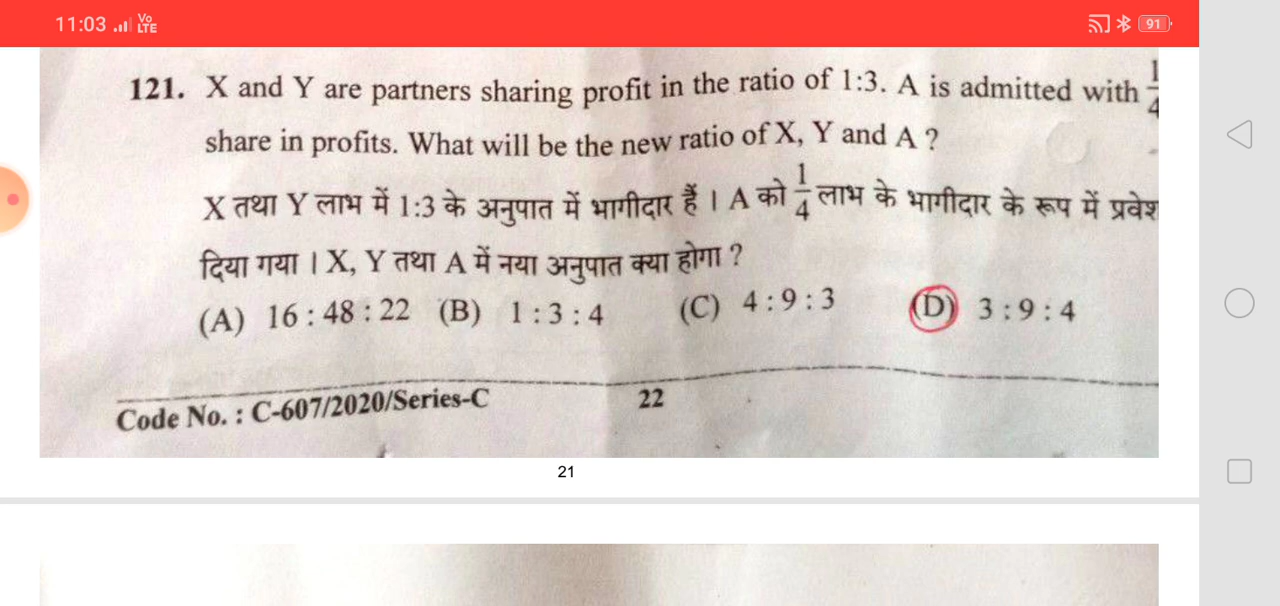 11:03 Vo LTE 91
121. X and Y are partners sharing profit in the ratio of 1:3. A is admitted with 1/4
share in profits. What will be the new ratio of X, Y and A ?
X तथा Y लाभ में 1:3 के अनुपात में भागीदार हैं । A को 1/4 लाभ के भागीदार के रूप में प्रवेश
दिया गया । X, Y तथा A में नया अनुपात क्या होगा ?
(A) 16 : 48 : 22 (B) 1 : 3 : 4 (C) 4 : 9 : 3 (D) 3 : 9 : 4
Code No. : C-607/2020/Series-C 22
21